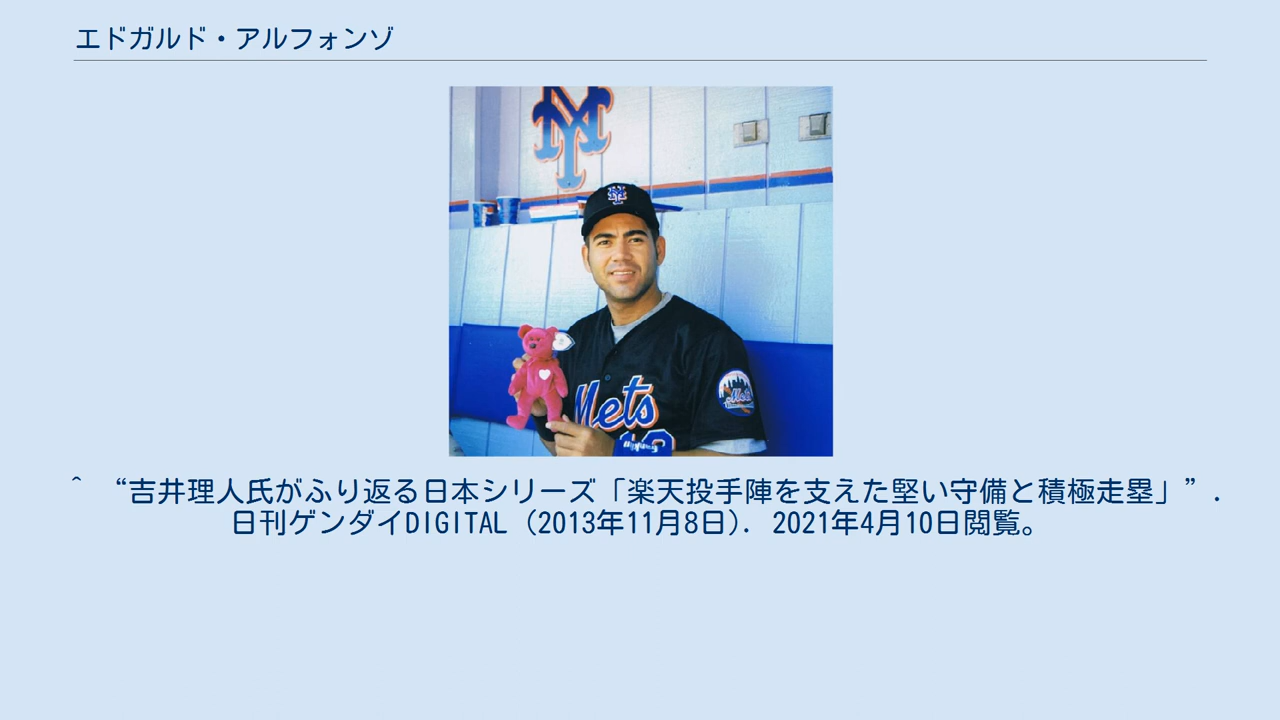 エドガルド・アルフォンゾ
NY
NY
Mets
Mets
^ “吉井理人氏がふり返る日本シリーズ「楽天投手陣を支えた堅い守備と積極走塁」”.
日刊ゲンダイDIGITAL (2013年11月8日). 2021年4月10日閲覧。